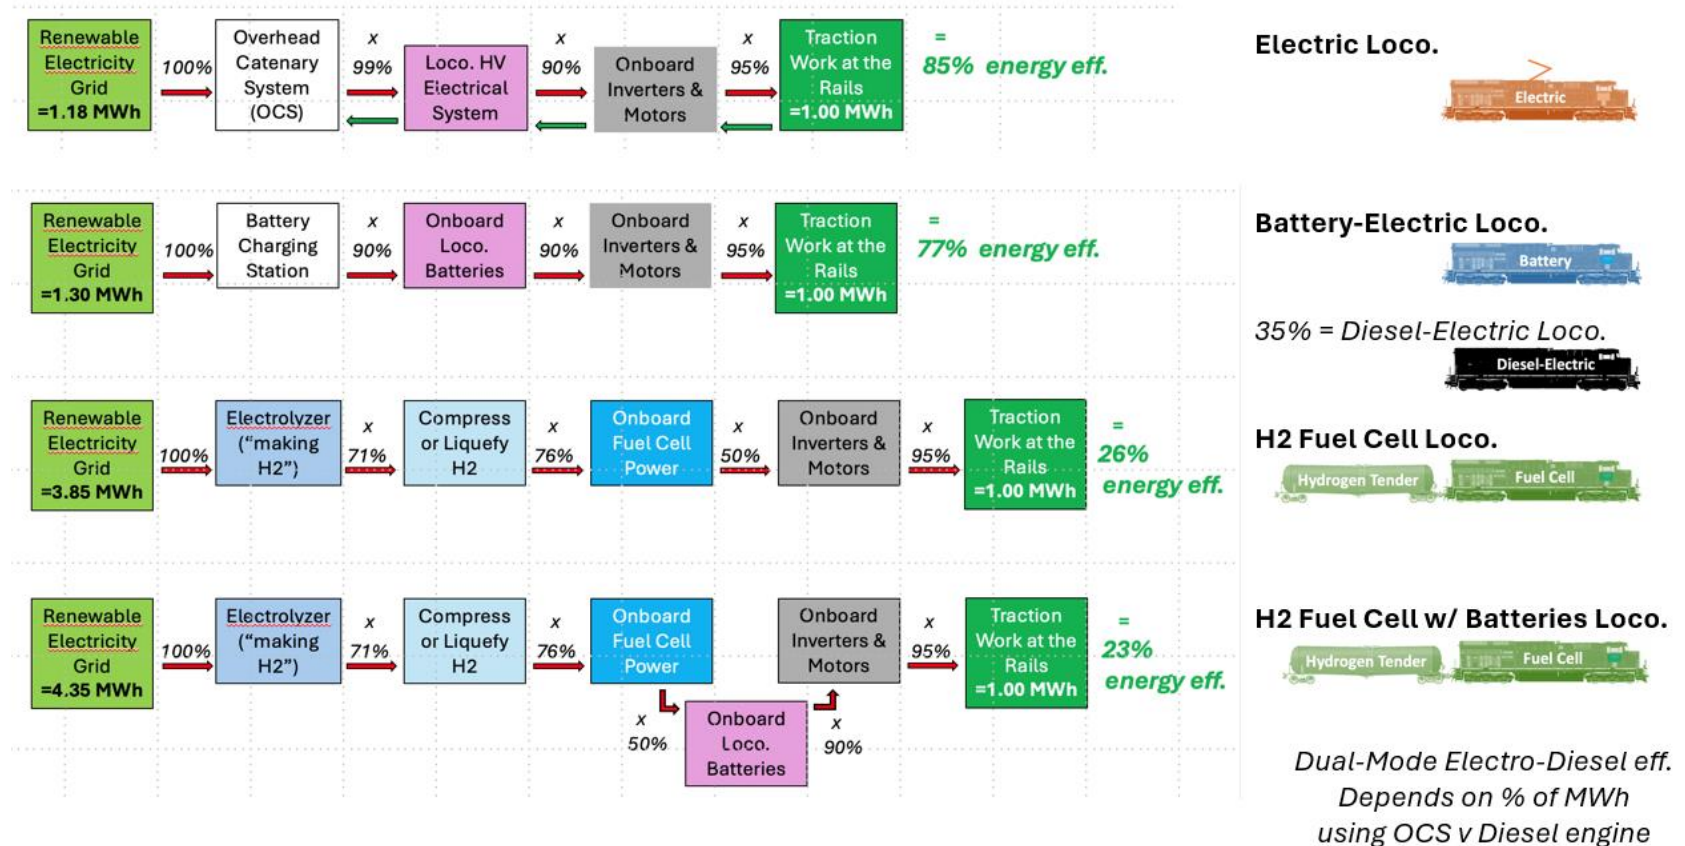 Renewable
Electricity
Grid
=1.18 MWh
100%
Overhead
Catenary
System
(OCS)
x
99%
Loco. HV
Electrical
System
x
90%
Onboard
Inverters &
Motors
x
95%
Traction
Work at the
Rails
=1.00 MWh
=
85% energy eff.
Electric Loco.
Electric
Renewable
Electricity
Grid
=1.30 MWh
100%
Battery
Charging
Station
x
90%
Onboard
Loco.
Batteries
x
90%
Onboard
Inverters &
Motors
x
95%
Traction
Work at the
Rails
=1.00 MWh
=
77% energy eff.
Battery-Electric Loco.
Battery
35% = Diesel-Electric Loco.
Diesel-Electric
Renewable
Electricity
Grid
=3.85 MWh
100%
Electrolyzer
("making
H2")
x
71%
Compress
or Liquefy
H2
x
76%
Onboard
Fuel Cell
Power
x
50%
Onboard
Inverters &
Motors
x
95%
Traction
Work at the
Rails
=1.00 MWh
=
26%
energy eff.
H2 Fuel Cell Loco.
Hydrogen Tender
Fuel Cell
Renewable
Electricity
Grid
=4.35 MWh
100%
Electrolyzer
("making
H2")
x
71%
Compress
or Liquefy
H2
x
76%
Onboard
Fuel Cell
Power
x
50%
Onboard
Loco.
Batteries
x
90%
Onboard
Inverters &
Motors
x
95%
Traction
Work at the
Rails
=1.00 MWh
=
23%
energy eff.
H2 Fuel Cell w/ Batteries Loco.
Hydrogen Tender
Fuel Cell
Dual-Mode Electro-Diesel eff.
Depends on % of MWh
using OCS v Diesel engine